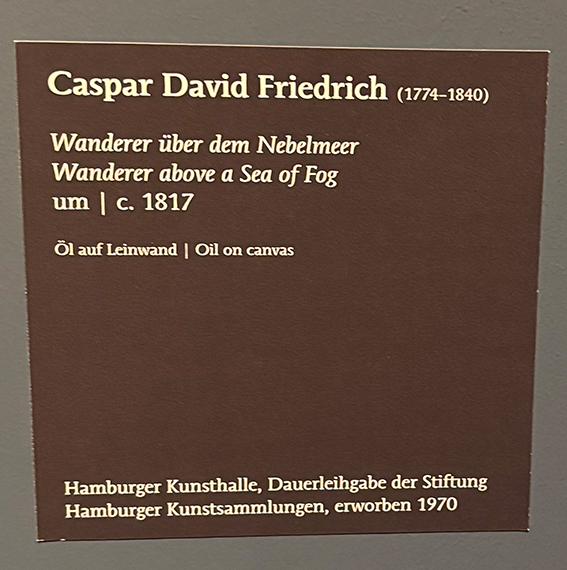 Caspar David Friedrich (1774–1840)
Wanderer über dem Nebelmeer
Wanderer above a Sea of Fog
um | c. 1817
Öl auf Leinwand | Oil on canvas
Hamburger Kunsthalle, Dauerleihgabe der Stiftung
Hamburger Kunstsammlungen, erworben 1970